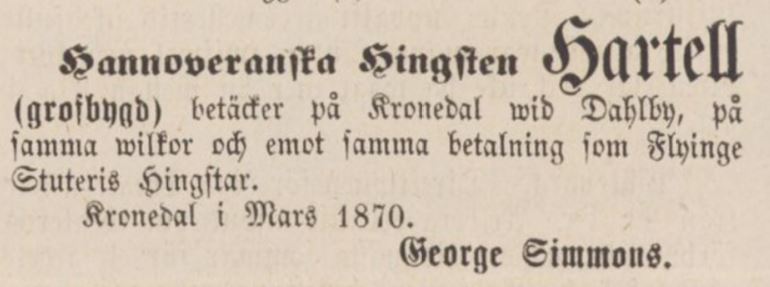 Hannoveranska Hingsten Hartell
(grofbygd) betäcker på Kronedal wid Dahlby, på
samma wilkor och emot samma betalning som Flyinge
Stuteris Hingstar.
Kronedal i Mars 1870.
George Simmons.